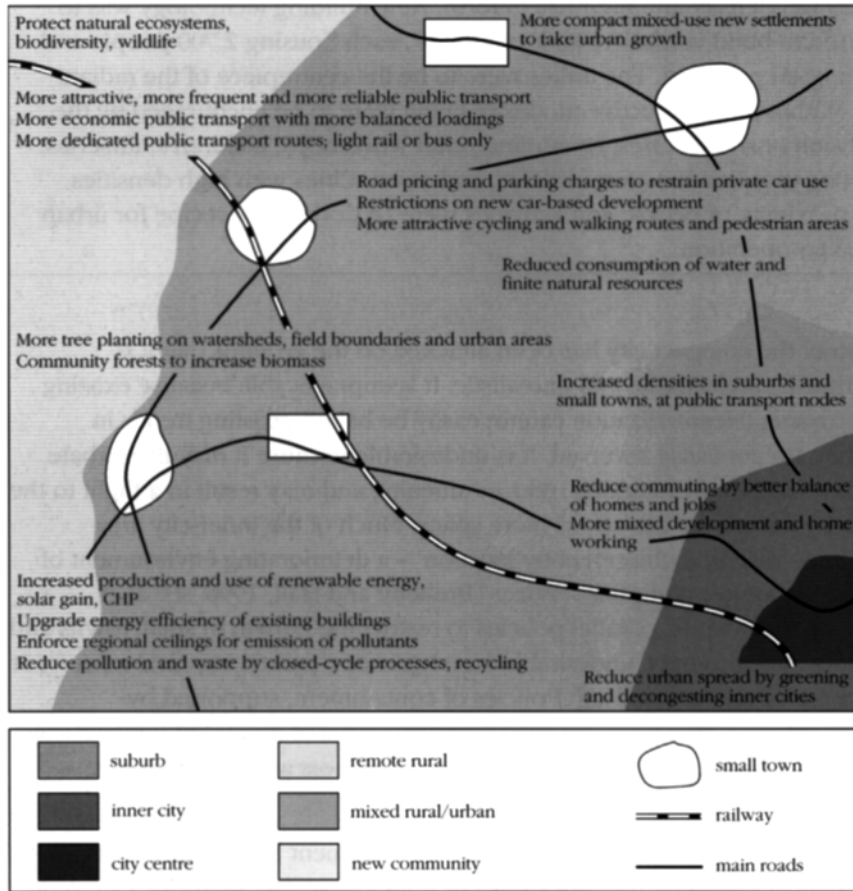 Protect natural ecosystems,
biodiversity, wildlife
More compact mixed-use new settlements
to take urban growth
More attractive, more frequent and more reliable public transport
More economic public transport with more balanced loadings
More dedicated public transport routes; light rail or bus only
Road pricing and parking charges to restrain private car use
Restrictions on new car-based development
More attractive cycling and walking routes and pedestrian areas
Reduced consumption of water and
finite natural resources
More tree planting on watersheds, field boundaries and urban areas
Community forests to increase biomass
Increased densities in suburbs and
small towns, at public transport nodes
Reduce commuting by better balance
of homes and jobs
More mixed development and home
working
Increased production and use of renewable energy,
solar gain, CHP
Upgrade energy efficiency of existing buildings
Enforce regional ceilings for emission of pollutants
Reduce pollution and waste by closed-cycle processes, recycling
Reduce urban spread by greening
and decongesting inner cities
suburb
inner city
city centre
remote rural
mixed rural/urban
new community
small town
railway
main roads